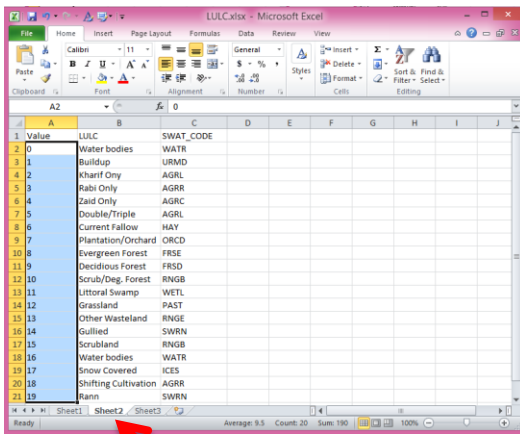 LULC.xlsx - Microsoft Excel
File Home Insert Page Layout Formulas Data Review View
Calibri 11 General Insert Σ
Paste B I U A A $ % , Styles Delete Sort & Find &
Format Filter Select
Clipboard Font Alignment Number Cells Editing
A2 fx 0
A B C D E F G H I J
1 Value LULC SWAT_CODE
2 0 Water bodies WATR
3 1 Buildup URMD
4 2 Kharif Ony AGRL
5 3 Rabi Only AGRR
6 4 Zaid Only AGRC
7 5 Double/Triple AGRL
8 6 Current Fallow HAY
9 7 Plantation/Orchard ORCD
10 8 Evergreen Forest FRSE
11 9 Decidious Forest FRSD
12 10 Scrub/Deg. Forest RNGB
13 11 Littoral Swamp WETL
14 12 Grassland PAST
15 13 Other Wasteland RNGE
16 14 Gullied SWRN
17 15 Scrubland RNGB
18 16 Water bodies WATR
19 17 Snow Covered ICES
20 18 Shifting Cultivation AGRR
21 19 Rann SWRN
Sheet1 Sheet2 Sheet3
Ready Average: 9.5 Count: 20 Sum: 190 100%